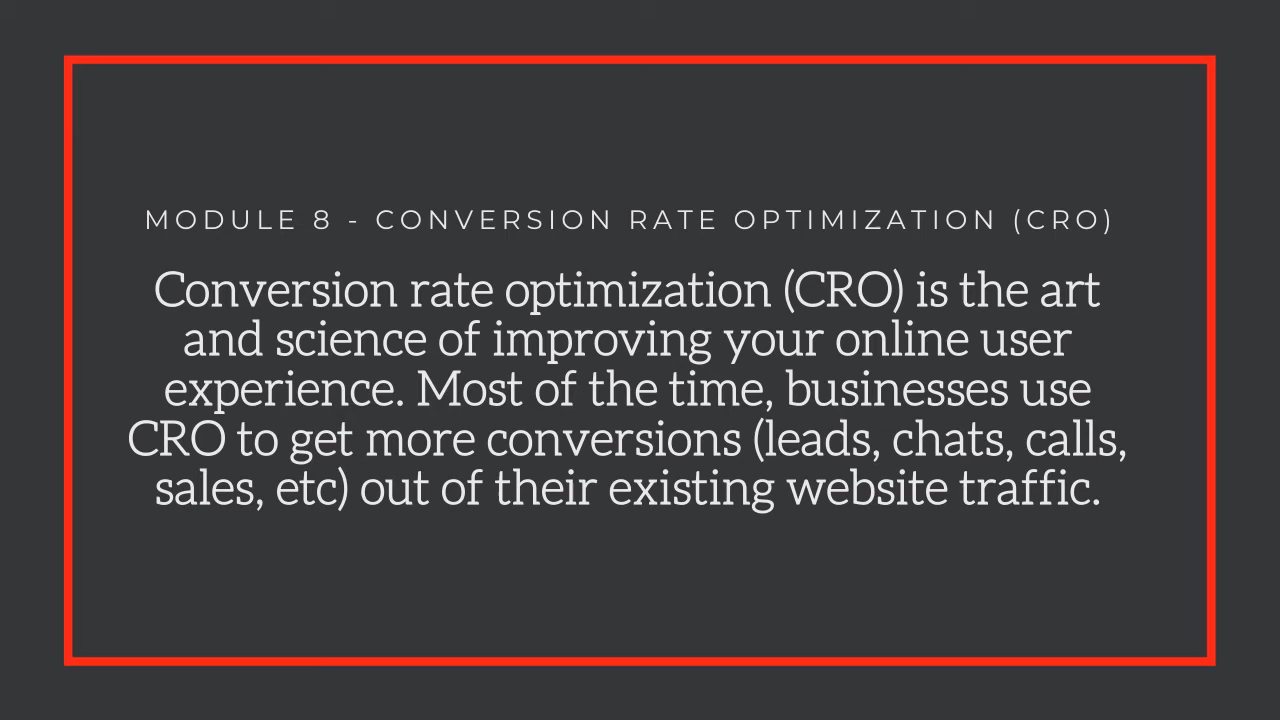 MODULE 8 - CONVERSION RATE OPTIMIZATION (CRO)
Conversion rate optimization (CRO) is the art
and science of improving your online user
experience. Most of the time, businesses use
CRO to get more conversions (leads, chats, calls,
sales, etc) out of their existing website traffic.